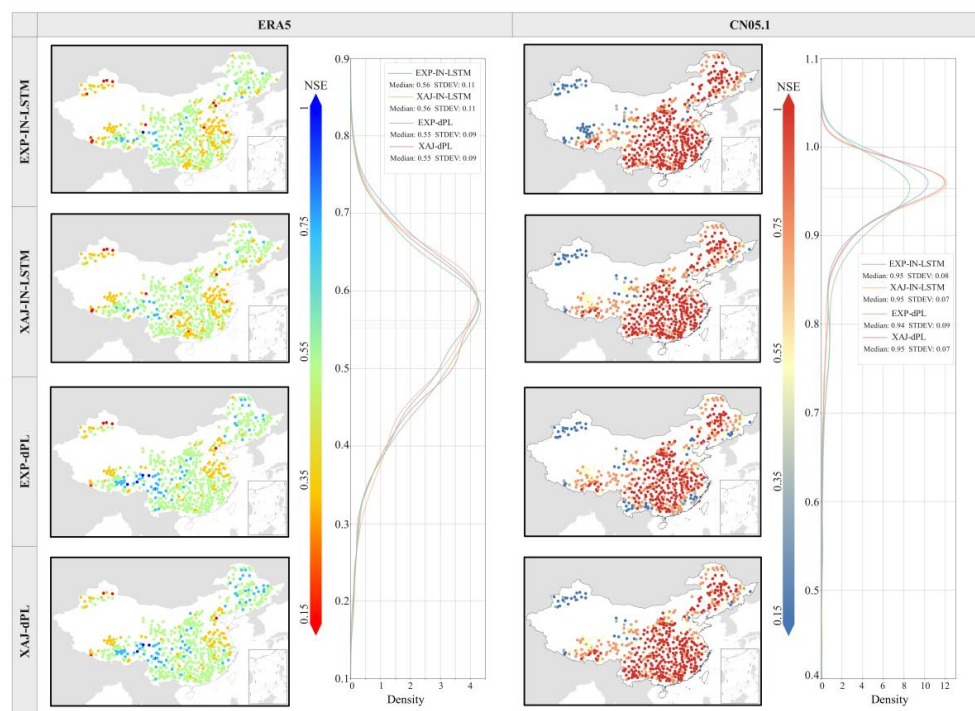 ERA5
CN05.1
EXP-IN-LSTM
XAJ-IN-LSTM
EXP-dPL
XAJ-dPL
NSE
1
0.75
0.55
0.35
0.15
0.9
0.8
0.7
0.6
0.5
0.4
0.3
0.2
0.1
EXP-IN-LSTM
Median: 0.56 STDEV: 0.11
XAJ-IN-LSTM
Median: 0.56 STDEV: 0.11
EXP-dPL
Median: 0.55 STDEV: 0.09
XAJ-dPL
Median: 0.55 STDEV: 0.09
0 1 2 3 4
Density
NSE
1
0.75
0.55
0.35
0.15
1.1
1.0
0.9
0.8
0.7
0.6
0.5
0.4
EXP-IN-LSTM
Median: 0.95 STDEV: 0.08
XAJ-IN-LSTM
Median: 0.95 STDEV: 0.07
EXP-dPL
Median: 0.94 STDEV: 0.09
XAJ-dPL
Median: 0.95 STDEV: 0.07
0 2 4 6 8 10 12
Density